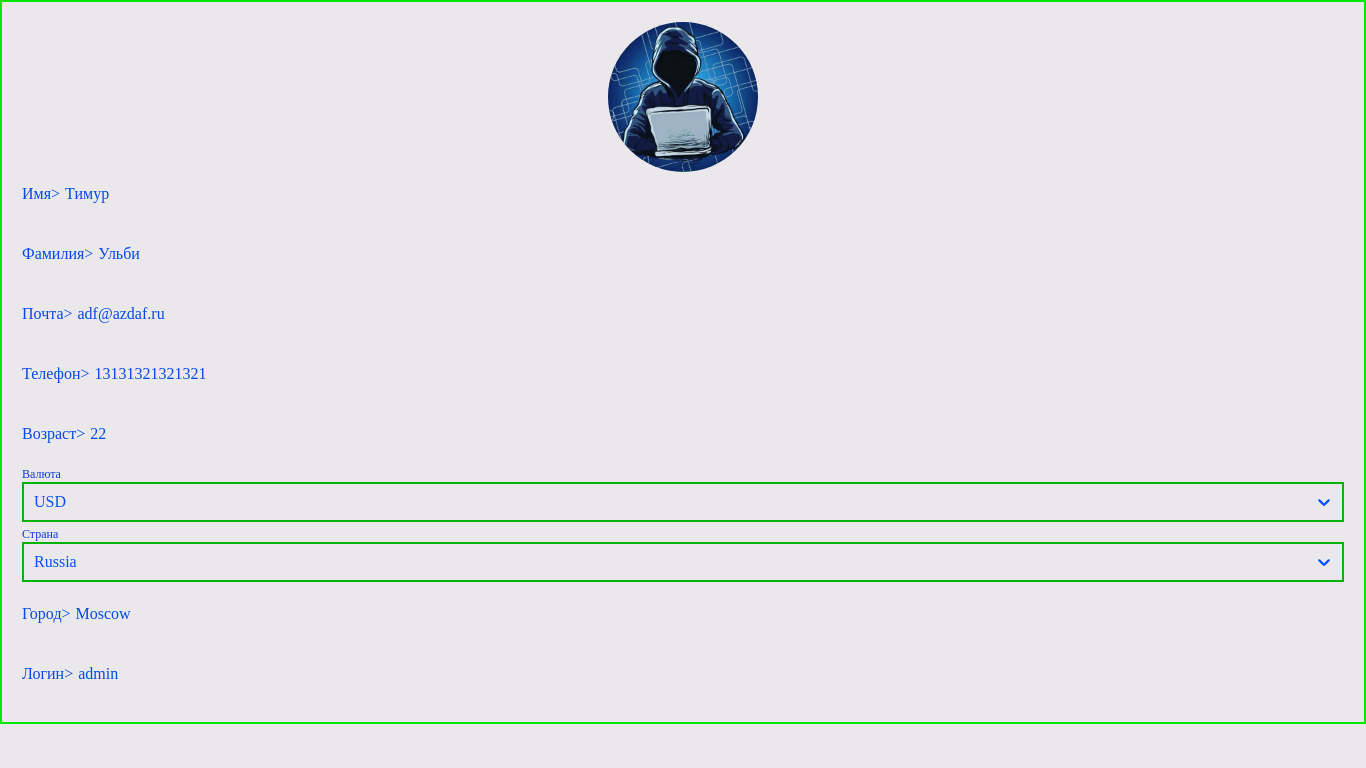 Имя> Тимур
Фамилия> Ульби
Почта> adf@azdaf.ru
Телефон> 13131321321321
Возраст> 22
Валюта
USD
Страна
Russia
Город> Moscow
Логин> admin